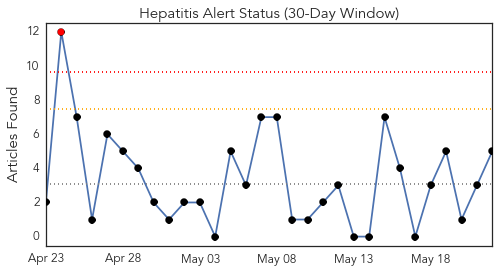 Hepatitis Alert Status (30-Day Window)
Articles Found
12
10
8
6
4
2
0
Apr 23
Apr 28
May 03
May 08
May 13
May 18